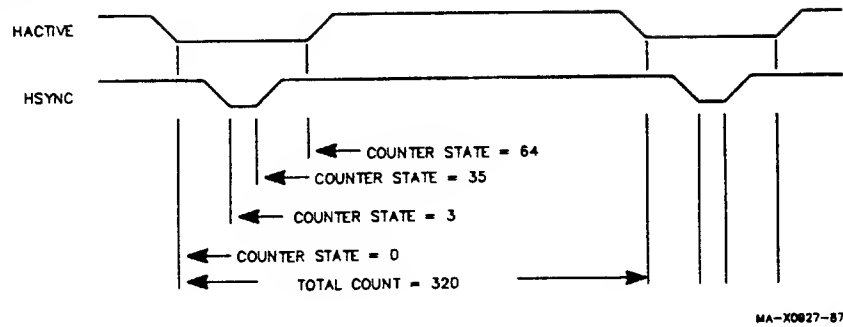 HACTIVE
HSYNC
COUNTER STATE = 64
COUNTER STATE = 35
COUNTER STATE = 3
COUNTER STATE = 0
TOTAL COUNT = 320
MA-X0827-87